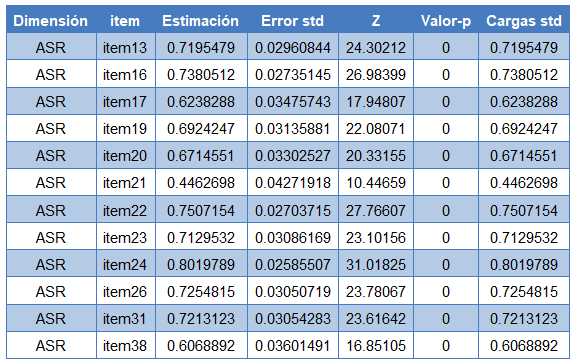 Dimensión item Estimación Error std Z Valor-p Cargas std
ASR item13 0.7195479 0.02960844 24.30212 0 0.7195479
ASR item16 0.7380512 0.02735145 26.98399 0 0.7380512
ASR item17 0.6238288 0.03475743 17.94807 0 0.6238288
ASR item19 0.6924247 0.03135881 22.08071 0 0.6924247
ASR item20 0.6714551 0.03302527 20.33155 0 0.6714551
ASR item21 0.4462698 0.04271918 10.44659 0 0.4462698
ASR item22 0.7507154 0.02703715 27.76607 0 0.7507154
ASR item23 0.7129532 0.03086169 23.10156 0 0.7129532
ASR item24 0.8019789 0.02585507 31.01825 0 0.8019789
ASR item26 0.7254815 0.03050719 23.78067 0 0.7254815
ASR item31 0.7213123 0.03054283 23.61642 0 0.7213123
ASR item38 0.6068892 0.03601491 16.85105 0 0.6068892